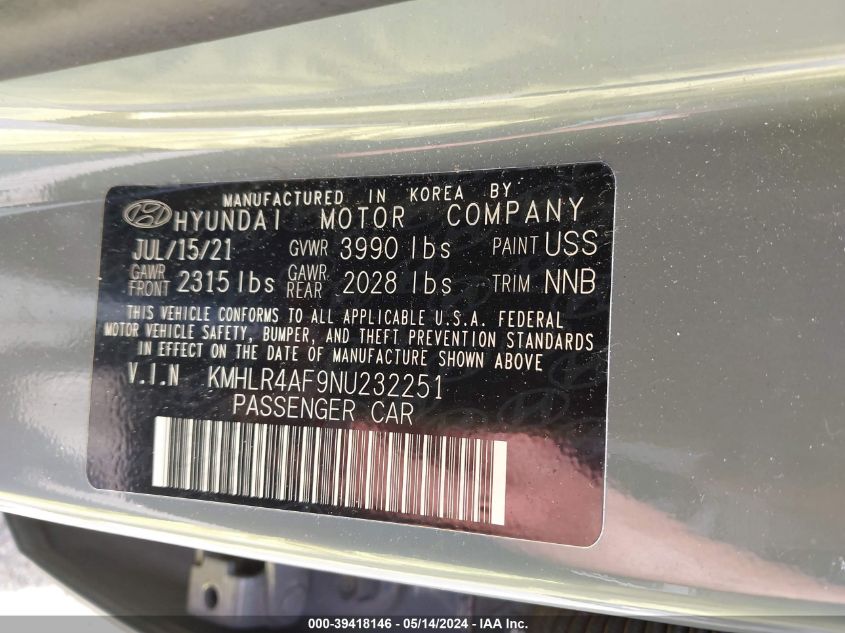 MANUFACTURED IN KOREA BY
HYUNDAI MOTOR COMPANY
JUL/15/21 GVWR 3990 lbs PAINT USS
GAWR FRONT 2315 lbs GAWR REAR 2028 lbs TRIM NNB
THIS VEHICLE CONFORMS TO ALL APPLICABLE U.S.A. FEDERAL
MOTOR VEHICLE SAFETY, BUMPER, AND THEFT PREVENTION STANDARDS
IN EFFECT ON THE DATE OF MANUFACTURE SHOWN ABOVE
V.I.N KMHLR4AF9NU232251
PASSENGER CAR
000-39418146 - 05/14/2024 - IAA Inc.